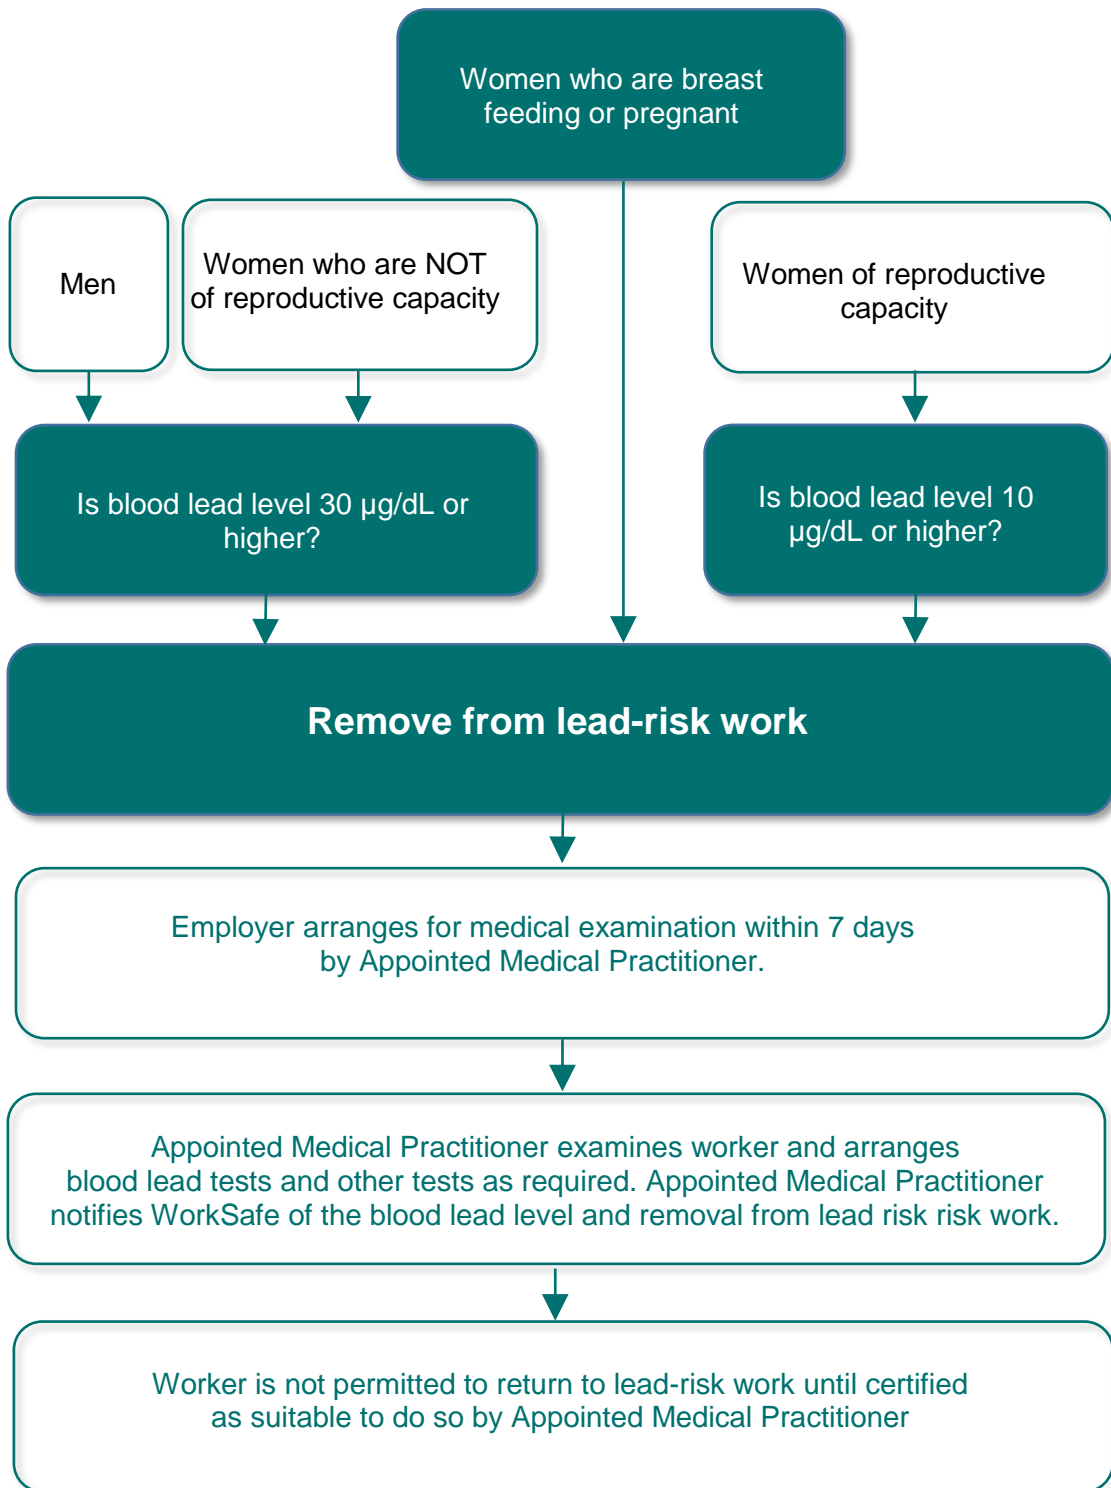 Women who are breast
feeding or pregnant
Men
Women who are NOT
of reproductive capacity
Women of reproductive
capacity
Is blood lead level 30 µg/dL or
higher?
Is blood lead level 10
µg/dL or higher?
Remove from lead-risk work
Employer arranges for medical examination within 7 days
by Appointed Medical Practitioner.
Appointed Medical Practitioner examines worker and arranges
blood lead tests and other tests as required. Appointed Medical Practitioner
notifies WorkSafe of the blood lead level and removal from lead risk risk work.
Worker is not permitted to return to lead-risk work until certified
as suitable to do so by Appointed Medical Practitioner